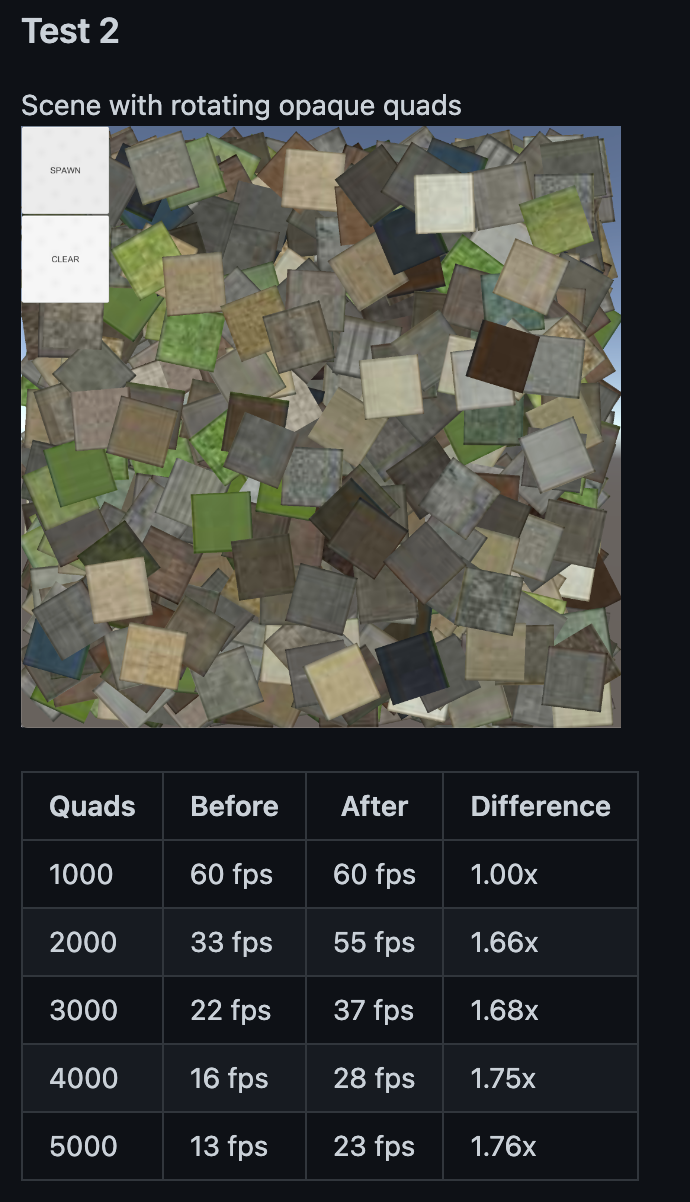 Test 2
Scene with rotating opaque quads
SPAWN
CLEAR
Quads Before After Difference
1000 60 fps 60 fps 1.00x
2000 33 fps 55 fps 1.66x
3000 22 fps 37 fps 1.68x
4000 16 fps 28 fps 1.75x
5000 13 fps 23 fps 1.76x